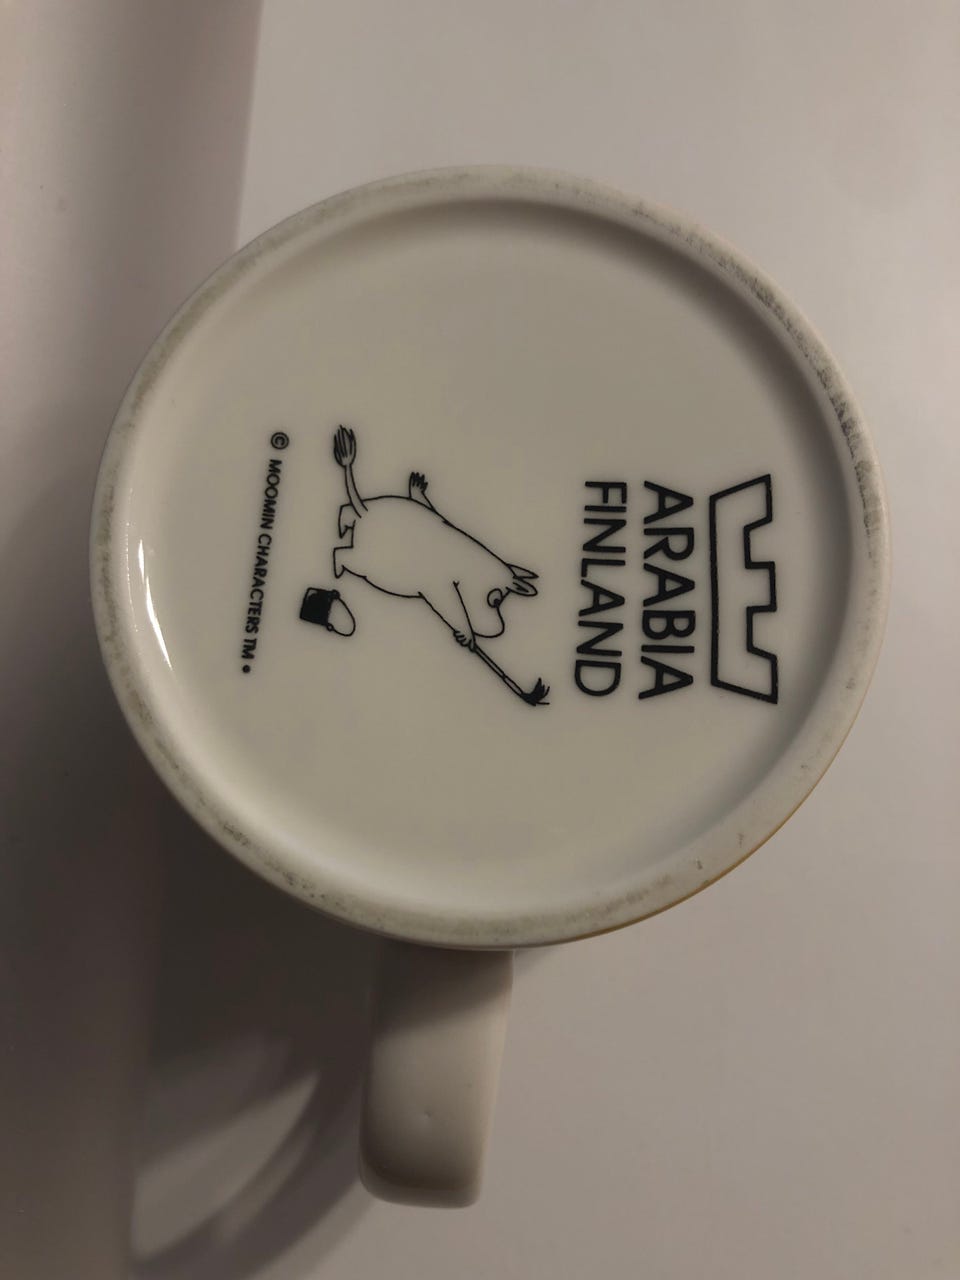 ARABIA
FINLAND
© MOOMIN CHARACTERS TM •